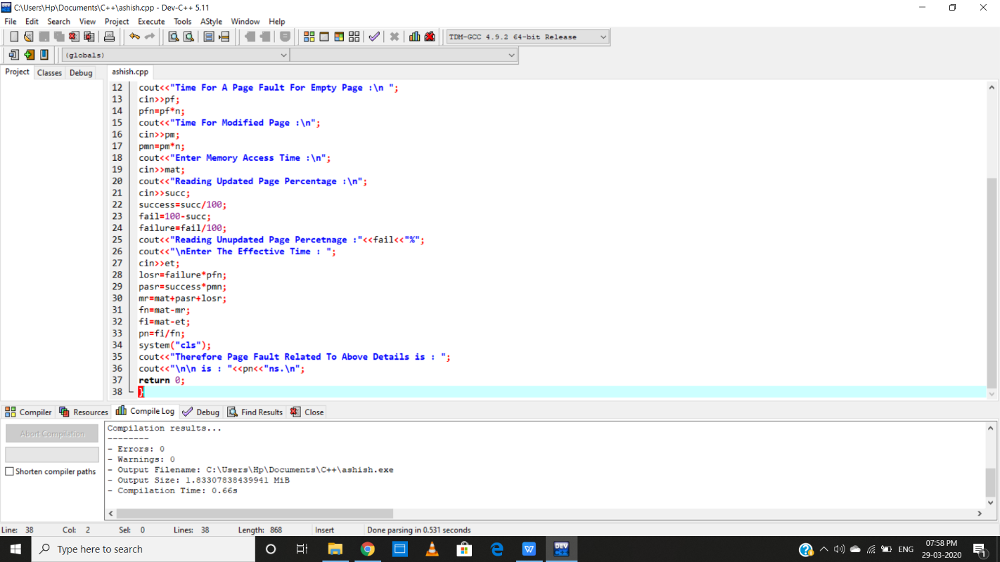 C:\Users\Hp\Documents\C++\ashish.cpp - Dev-C++ 5.11
File Edit Search View Project Execute Tools AStyle Window Help
TDM-GCC 4.9.2 64-bit Release
(globals)
Project Classes Debug ashish.cpp
12 cout<<"Time For A Page Fault For Empty Page :\n ";
13 cin>>pf;
14 pfn=pf*n;
15 cout<<"Time For Modified Page :\n";
16 cin>>pm;
17 pmn=pm*n;
18 cout<<"Enter Memory Access Time :\n";
19 cin>>mat;
20 cout<<"Reading Updated Page Percentage :\n";
21 cin>>succ;
22 success=succ/100;
23 fail=100-succ;
24 failure=fail/100;
25 cout<<"Reading Unupdated Page Percetnage :"<<fail<<"%";
26 cout<<"\nEnter The Effective Time : ";
27 cin>>et;
28 losr=failure*pfn;
29 pasr=success*pmn;
30 mr=mat+pasr+losr;
31 fn=mat-mr;
32 fi=mat-et;
33 pn=fi/fn;
34 system("cls");
35 cout<<"Therefore Page Fault Related To Above Details is : ";
36 cout<<"\n\n is : "<<pn<<"ns.\n";
37 return 0;
38 }
Compiler Resources Compile Log Debug Find Results Close
Abort Compilation
Shorten compiler paths
Compilation results...
--------
- Errors: 0
- Warnings: 0
- Output Filename: C:\Users\Hp\Documents\C++\ashish.exe
- Output Size: 1.83307838439941 MiB
- Compilation Time: 0.66s
Line: 38 Col: 2 Sel: 0 Lines: 38 Length: 868 Insert Done parsing in 0.531 seconds
Type here to search
DEV
ENG
07:58 PM
29-03-2020
1